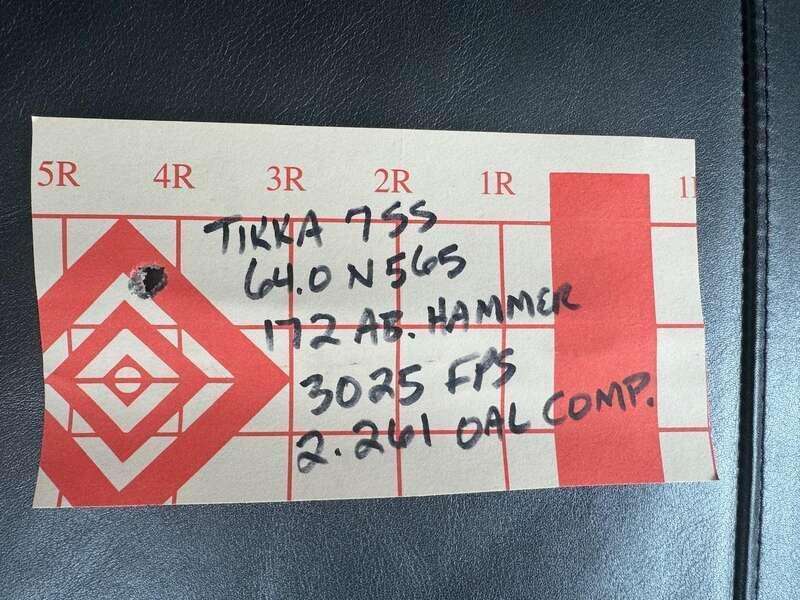 5R 4R 3R 2R 1R
TIKKA 7SS
64.0 N565
172 AB. HAMMER
3025 FPS
2.261 OAL COMP.